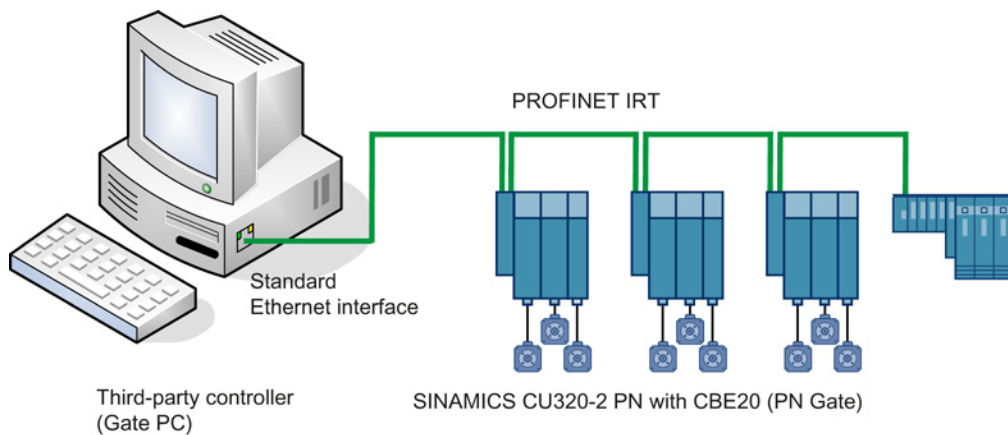 PROFINET IRT
Standard
Ethernet interface
Third-party controller
(Gate PC)
SINAMICS CU320-2 PN with CBE20 (PN Gate)